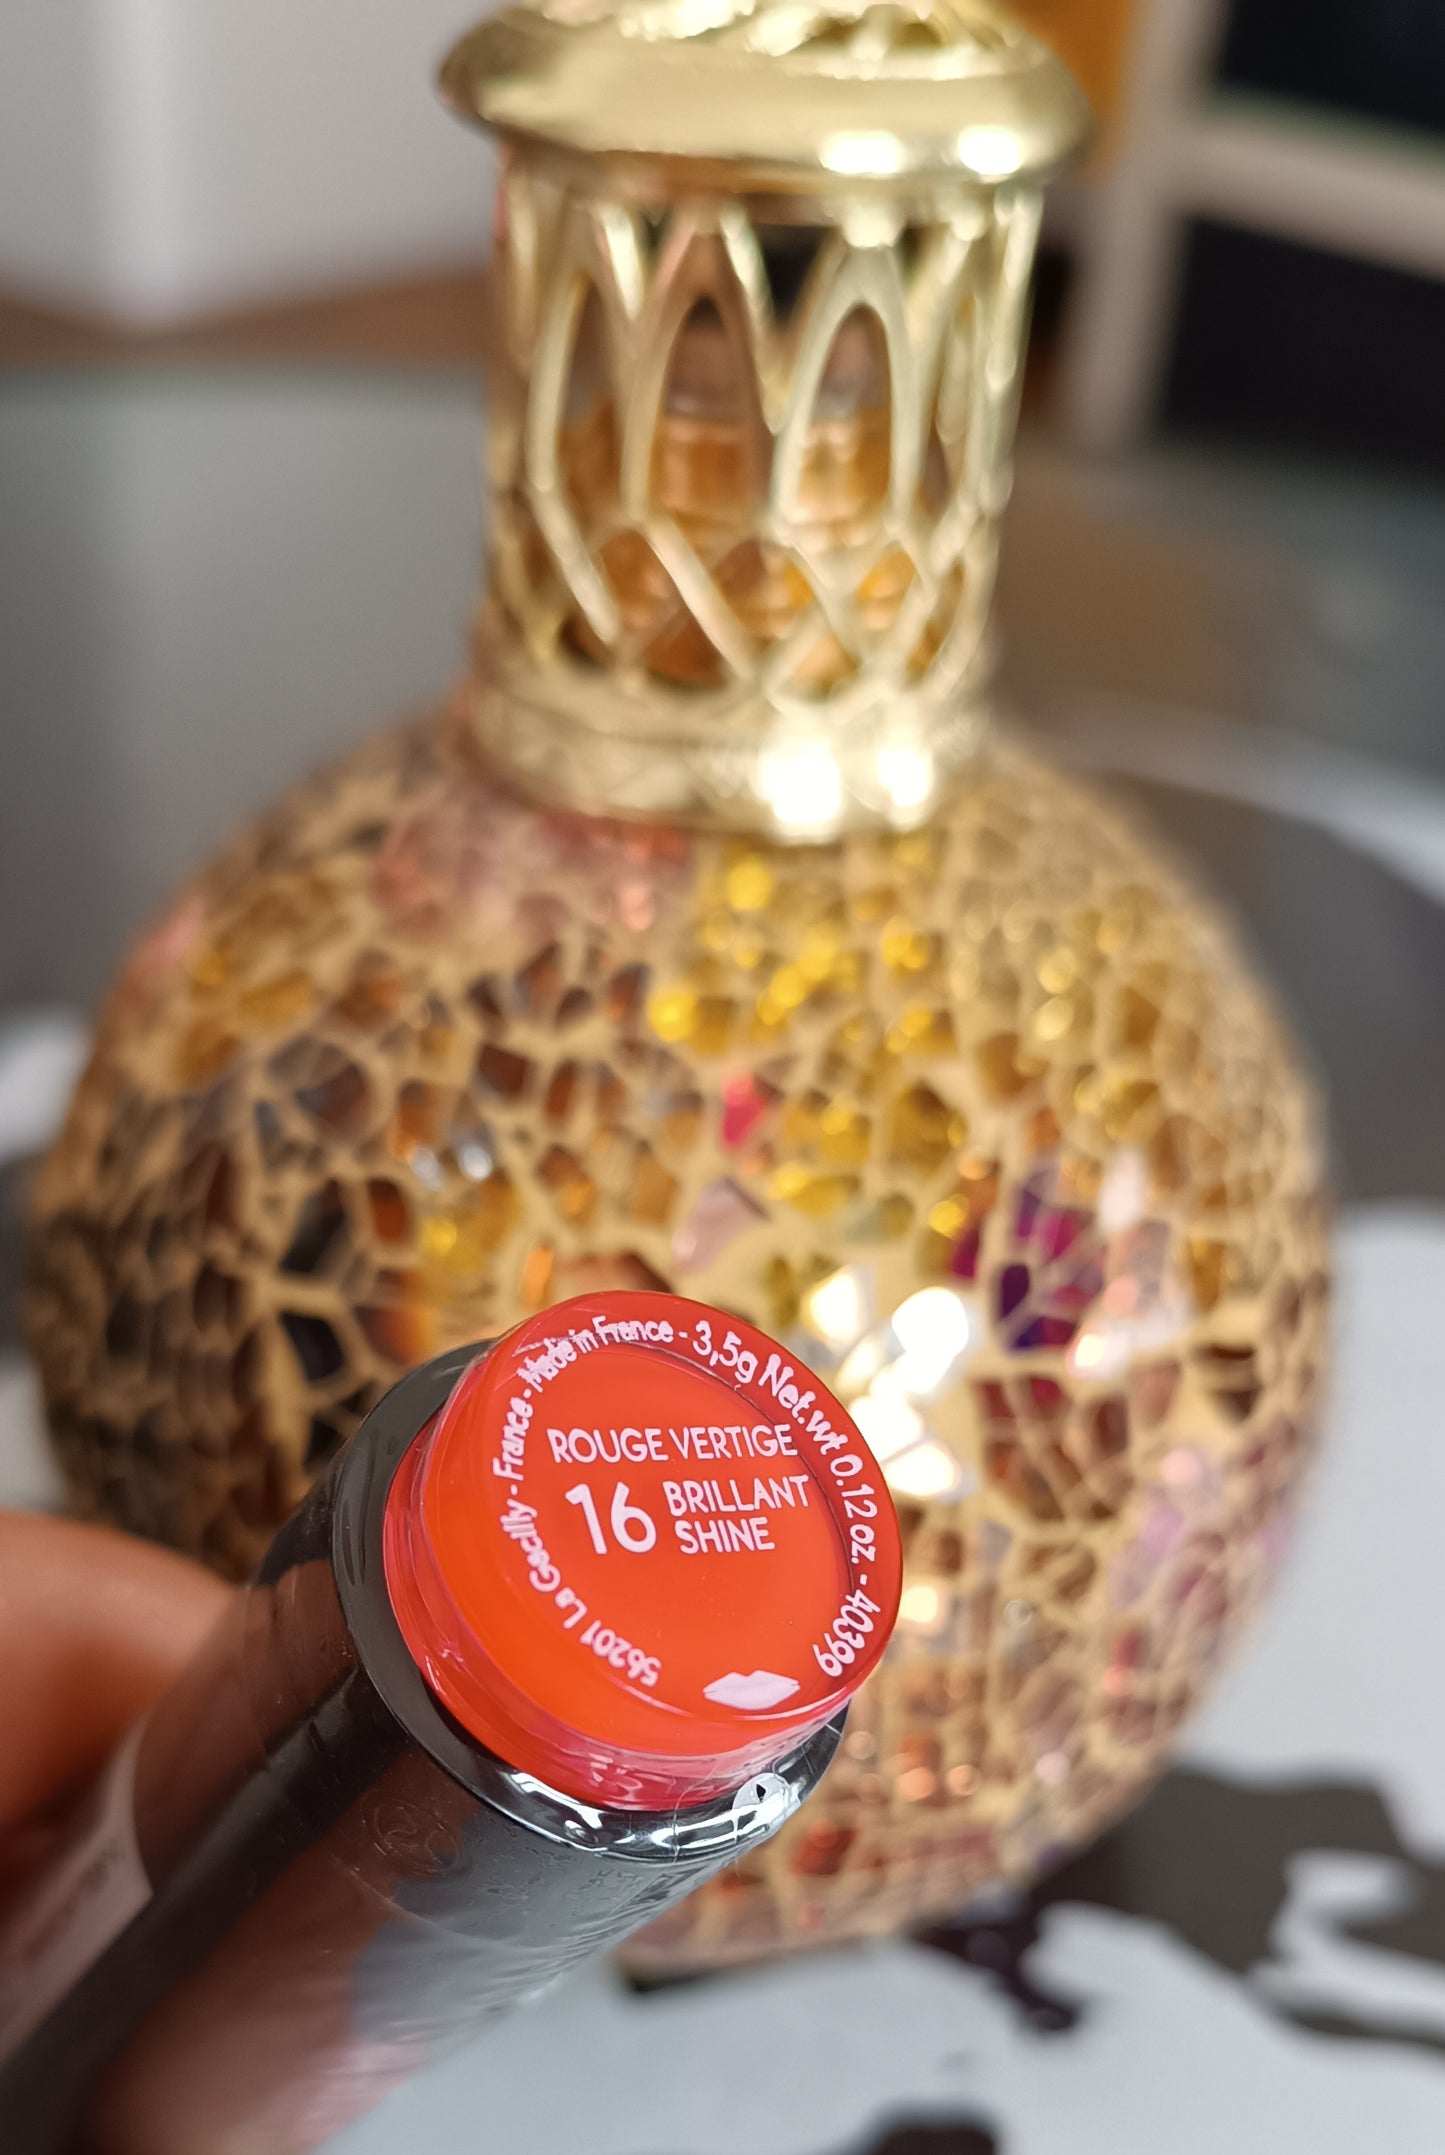 ROUGE VERTIGE
16 BRILLANT
SHINE
56201 La Gacilly - France - Made in France - 3,5g Net.wt 0.12 oz. - 40399